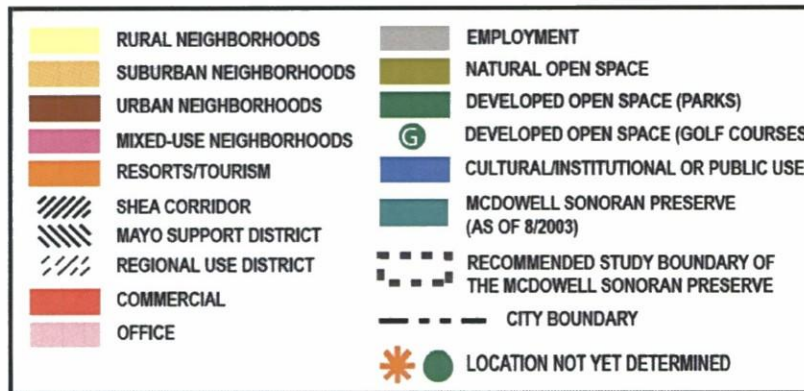 RURAL NEIGHBORHOODS
SUBURBAN NEIGHBORHOODS
URBAN NEIGHBORHOODS
MIXED-USE NEIGHBORHOODS
RESORTS/TOURISM
SHEA CORRIDOR
MAYO SUPPORT DISTRICT
REGIONAL USE DISTRICT
COMMERCIAL
OFFICE
EMPLOYMENT
NATURAL OPEN SPACE
DEVELOPED OPEN SPACE (PARKS)
G DEVELOPED OPEN SPACE (GOLF COURSES
CULTURAL/INSTITUTIONAL OR PUBLIC USE
MCDOWELL SONORAN PRESERVE
(AS OF 8/2003)
RECOMMENDED STUDY BOUNDARY OF
THE MCDOWELL SONORAN PRESERVE
CITY BOUNDARY
LOCATION NOT YET DETERMINED